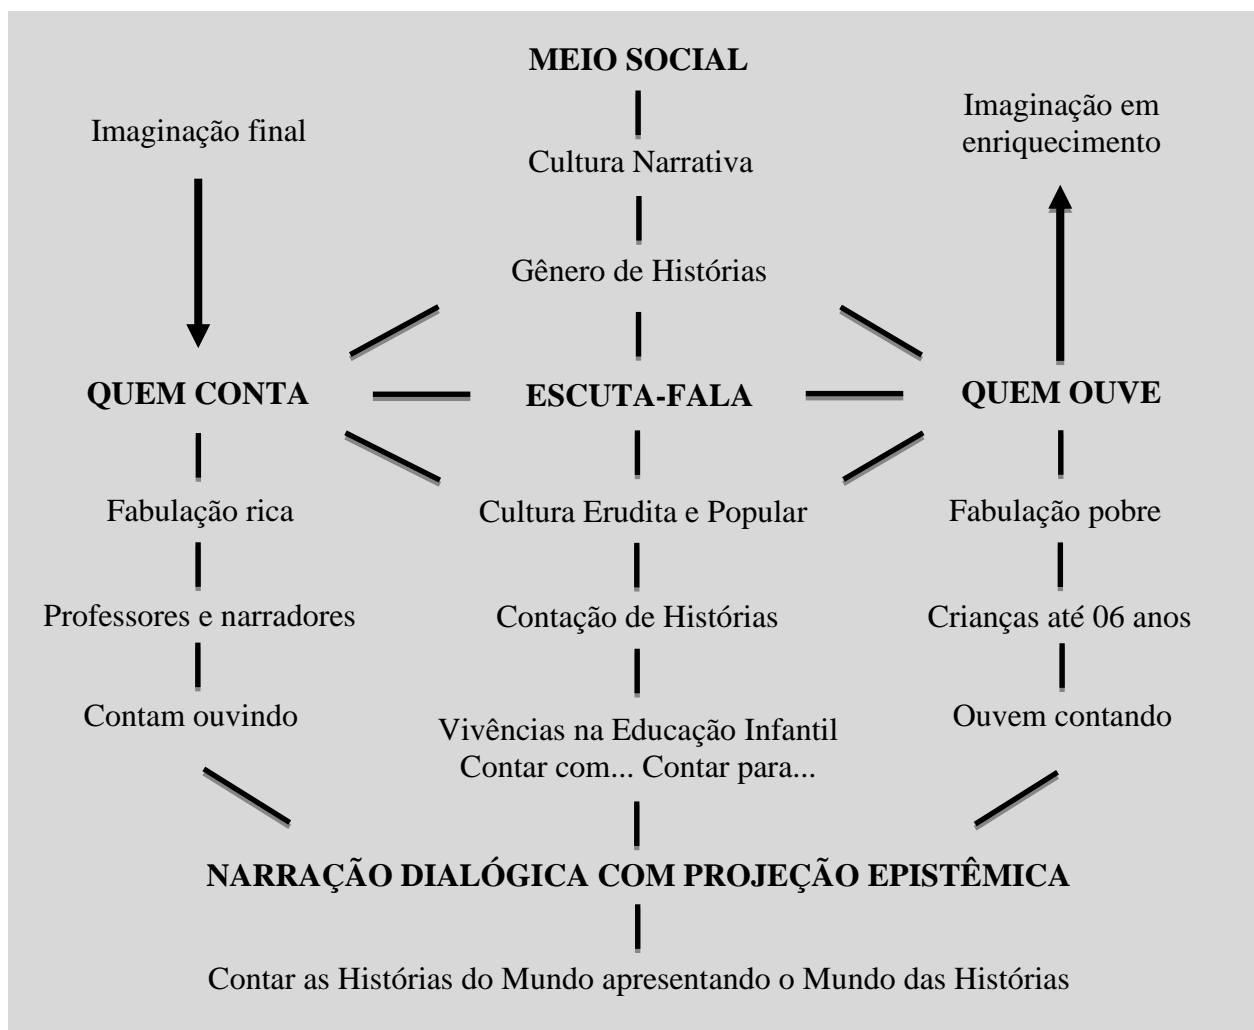 MEIO SOCIAL
Imaginação final
Imaginação em
enriquecimento
Cultura Narrativa
Gênero de Histórias
QUEM CONTA
ESCUTA-FALA
QUEM OUVE
Fabulação rica
Cultura Erudita e Popular
Fabulação pobre
Professores e narradores
Contação de Histórias
Crianças até 06 anos
Contam ouvindo
Vivências na Educação Infantil
Contar com... Contar para...
Ouvem contando
NARRAÇÃO DIALÓGICA COM PROJEÇÃO EPISTÊMICA
Contar as Histórias do Mundo apresentando o Mundo das Histórias